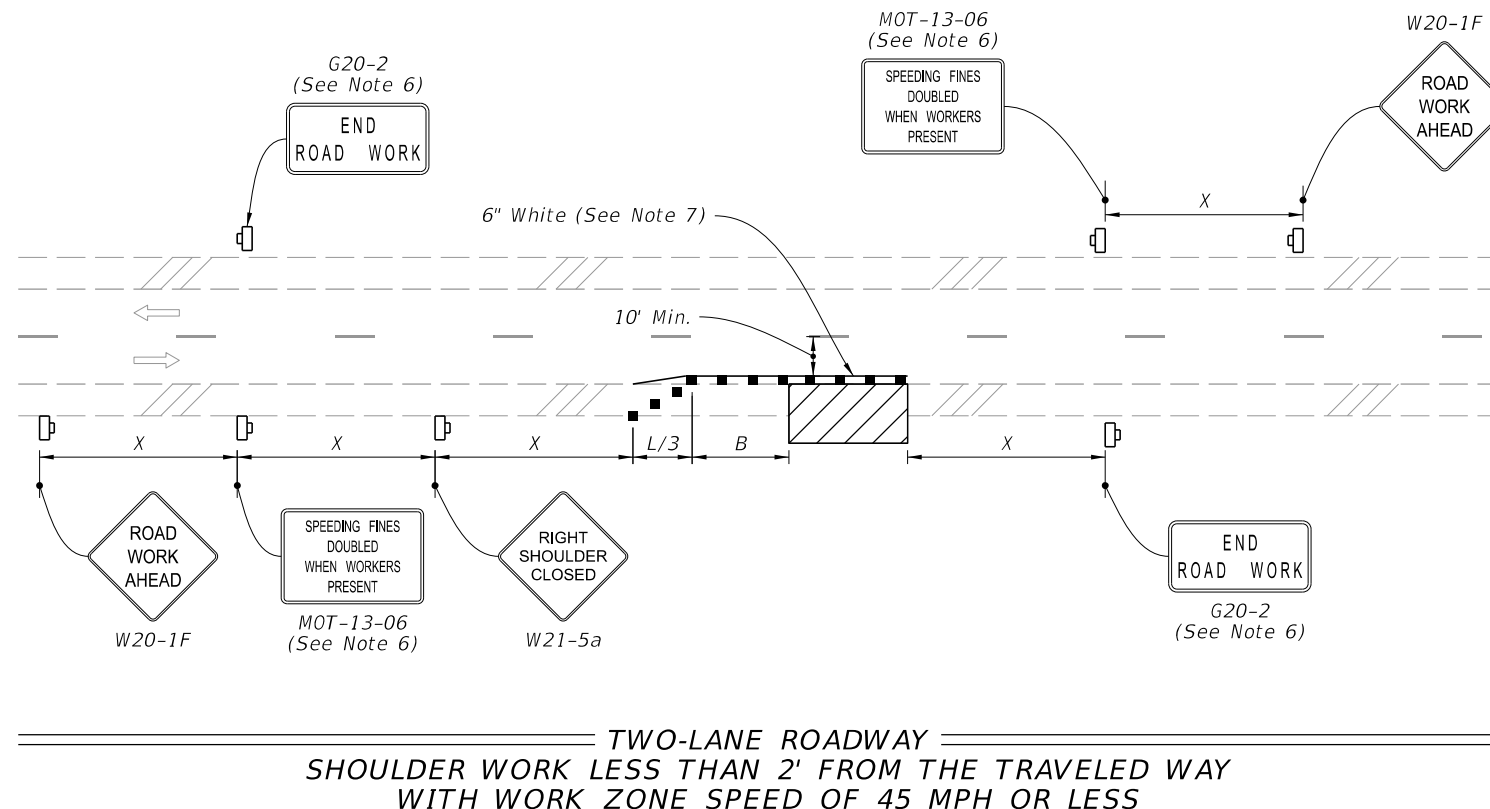 MOT-13-06
(See Note 6)
SPEEDING FINES
DOUBLED
WHEN WORKERS
PRESENT
W20-1F
ROAD
WORK
AHEAD
G20-2
(See Note 6)
END
ROAD WORK
X
6" White (See Note 7)
10' Min.
X
X
X
L/3
B
X
ROAD
WORK
AHEAD
W20-1F
SPEEDING FINES
DOUBLED
WHEN WORKERS
PRESENT
MOT-13-06
(See Note 6)
RIGHT
SHOULDER
CLOSED
W21-5a
END
ROAD WORK
G20-2
(See Note 6)
TWO-LANE ROADWAY
SHOULDER WORK LESS THAN 2' FROM THE TRAVELED WAY
WITH WORK ZONE SPEED OF 45 MPH OR LESS